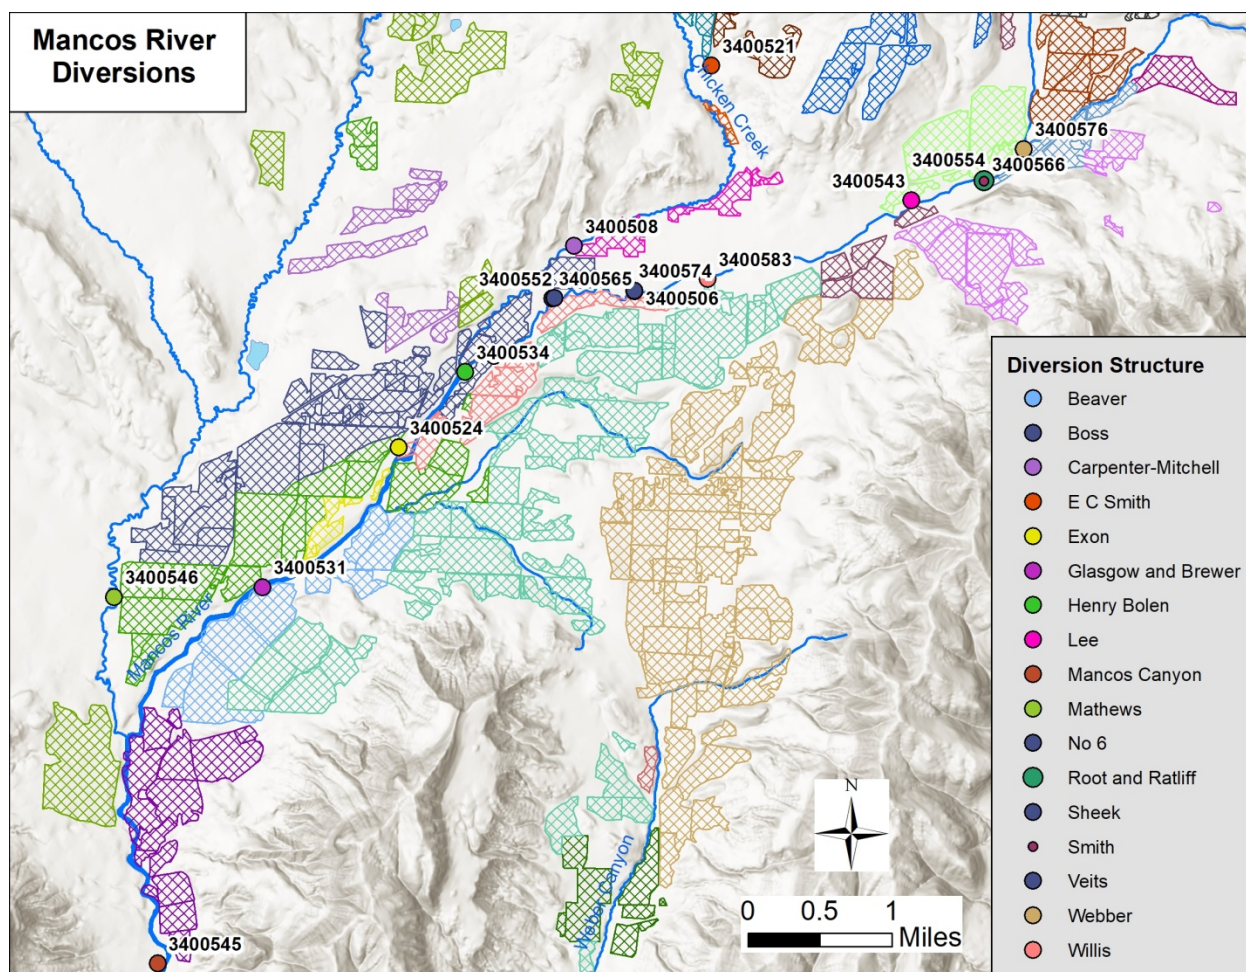 Mancos River
Diversions
3400521
Chicken Creek
3400576
3400554
3400566
3400543
3400508
3400583
3400574
3400552
3400565
3400506
3400534
3400524
3400531
3400546
Mancos River
3400545
Weber Canyon
N
0 0.5 1
Miles
Diversion Structure
Beaver
Boss
Carpenter-Mitchell
E C Smith
Exon
Glasgow and Brewer
Henry Bolen
Lee
Mancos Canyon
Mathews
No 6
Root and Ratliff
Sheek
Smith
Veits
Webber
Willis